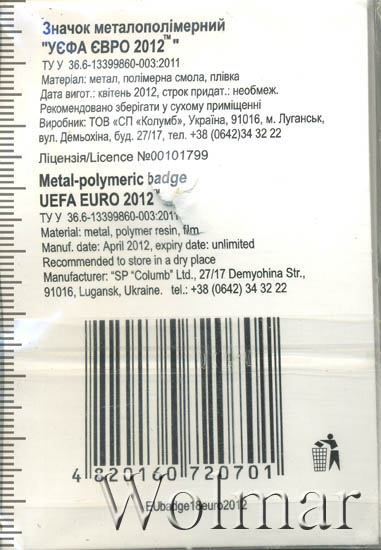 Значок металополімерний
"УЄФА ЄВРО 2012™"
ТУ У 36.6-13399860-003:2011
Матеріал: метал, полімерна смола, плівка
Дата вигот.: квітень 2012, строк придат.: необмеж.
Рекомендовано зберігати у сухому приміщенні
Виробник: ТОВ «СП «Колумб», Україна, 91016, м. Луганськ,
вул. Демьохіна, буд. 27/17, тел. +38 (0642)34 32 22
Ліцензія/Licence №00101799
Metal-polymeric badge
UEFA EURO 2012™
ТУ У 36.6-13399860-003:2011
Material: metal, polymer resin, film
Manuf. date: April 2012, expiry date: unlimited
Recommended to store in a dry place
Manufacturer: "SP "Columb" Ltd., 27/17 Demyohina Str.,
91016, Lugansk, Ukraine. tel.: +38 (0642) 34 32 22
4 820160 720701
EUbadge18euro2012
Wolmar